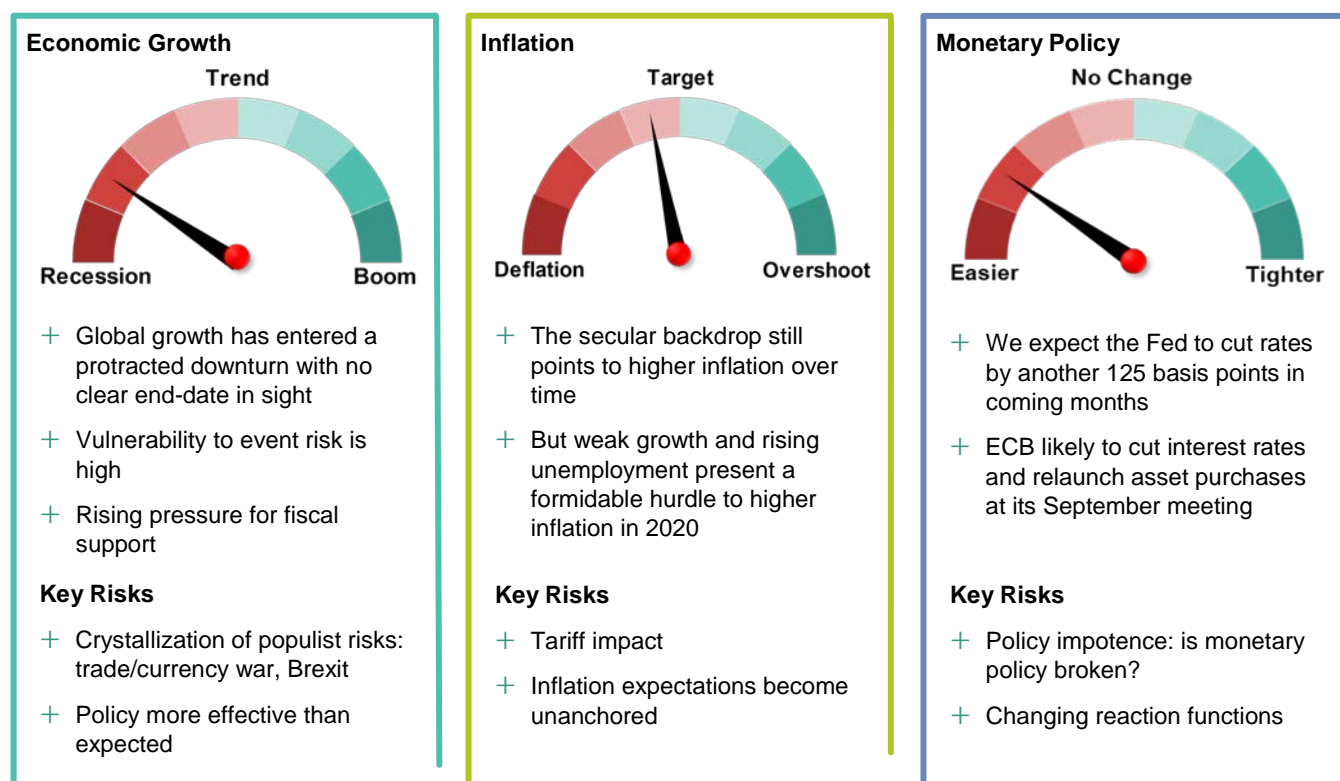 Economic Growth
Trend
Recession
Boom
+ Global growth has entered a
protracted downturn with no
clear end-date in sight
+ Vulnerability to event risk is
high
+ Rising pressure for fiscal
support
Key Risks
+ Crystallization of populist risks:
trade/currency war, Brexit
+ Policy more effective than
expected
Inflation
Target
Deflation
Overshoot
+ The secular backdrop still
points to higher inflation over
time
+ But weak growth and rising
unemployment present a
formidable hurdle to higher
inflation in 2020
Key Risks
+ Tariff impact
+ Inflation expectations become
unanchored
Monetary Policy
No Change
Easier
Tighter
+ We expect the Fed to cut rates
by another 125 basis points in
coming months
+ ECB likely to cut interest rates
and relaunch asset purchases
at its September meeting
Key Risks
+ Policy impotence: is monetary
policy broken?
+ Changing reaction functions